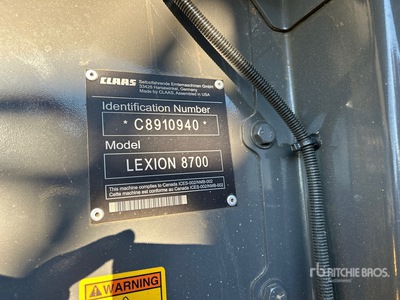 CLAAS Selbstfahrende Erntemaschinen GmbH
33428 Harsewinkel, Germany
Made by CLAAS, Assembled in USA
Identification Number
* C8910940 *
Model
LEXION 8700
This machine complies to Canada ICES-002/NMB-002
Cette machine est conforme au Canada ICES-002/NMB-002
WARNING
rb RITCHIE BROS.